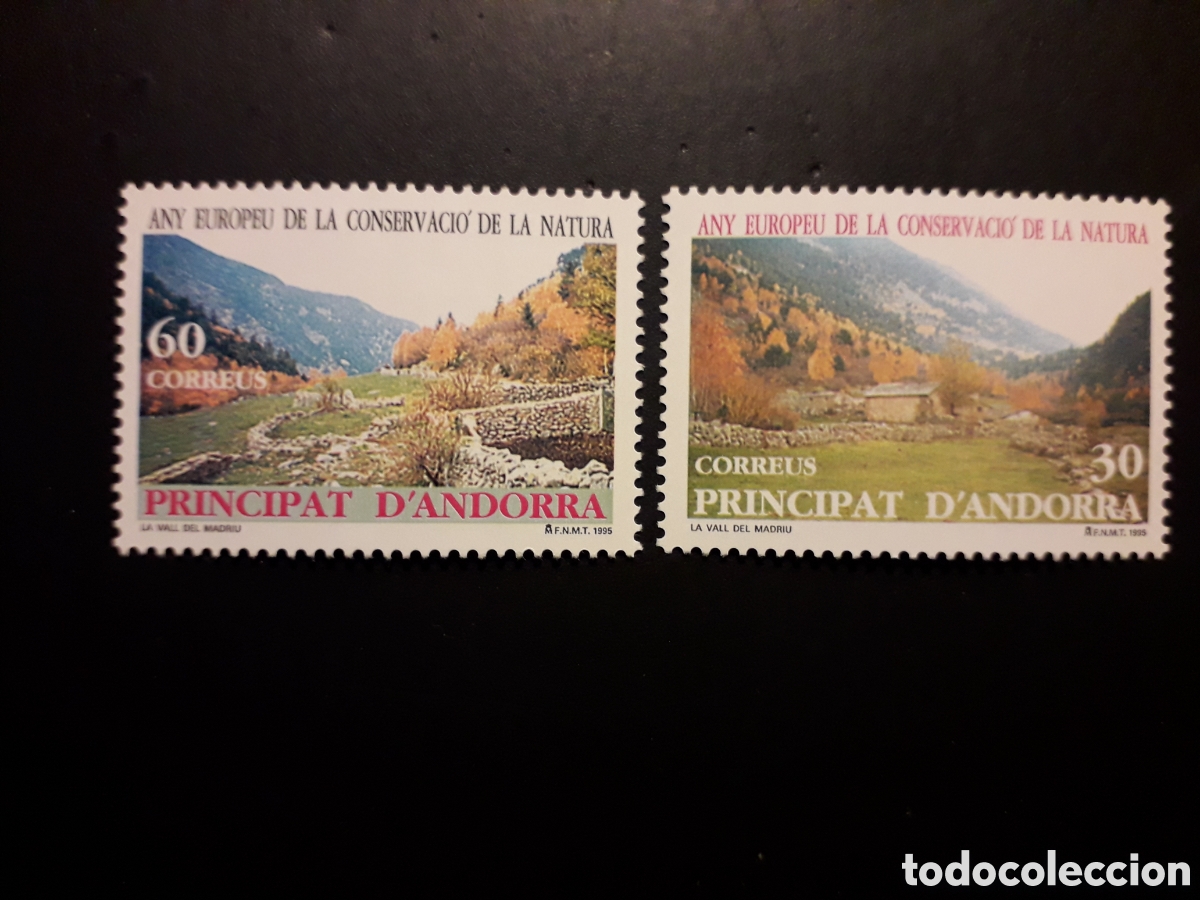 ANY EUROPEU DE LA CONSERVACIÓ DE LA NATURA
60
CORREUS
PRINCIPAT D'ANDORRA
LA VALL DEL MADRIU
F.N.M.T. 1995
ANY EUROPEU DE LA CONSERVACIÓ DE LA NATURA
CORREUS
30
PRINCIPAT D'ANDORRA
LA VALL DEL MADRIU
F.N.M.T. 1995
todocoleccion